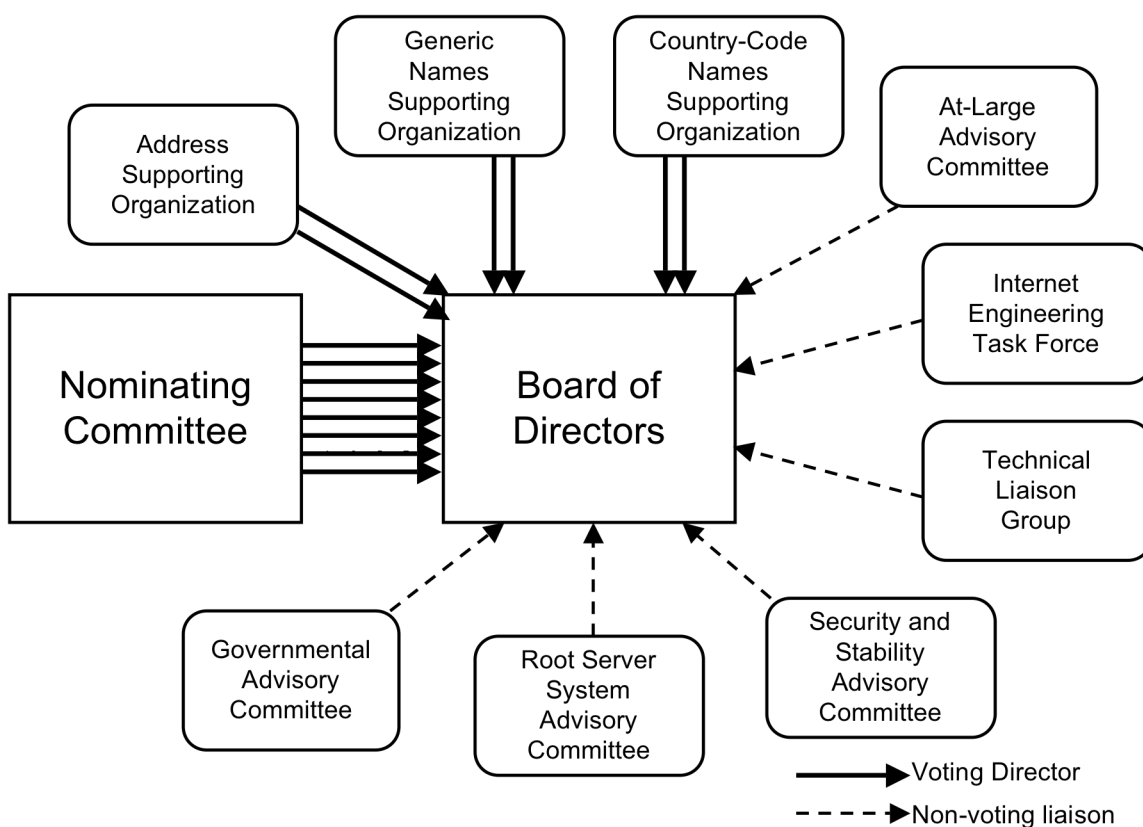 Generic
Names
Supporting
Organization
Country-Code
Names
Supporting
Organization
At-Large
Advisory
Committee
Address
Supporting
Organization
Internet
Engineering
Task Force
Nominating
Committee
Board of
Directors
Technical
Liaison
Group
Governmental
Advisory
Committee
Root Server
System
Advisory
Committee
Security and
Stability
Advisory
Committee
Voting Director
Non-voting liaison